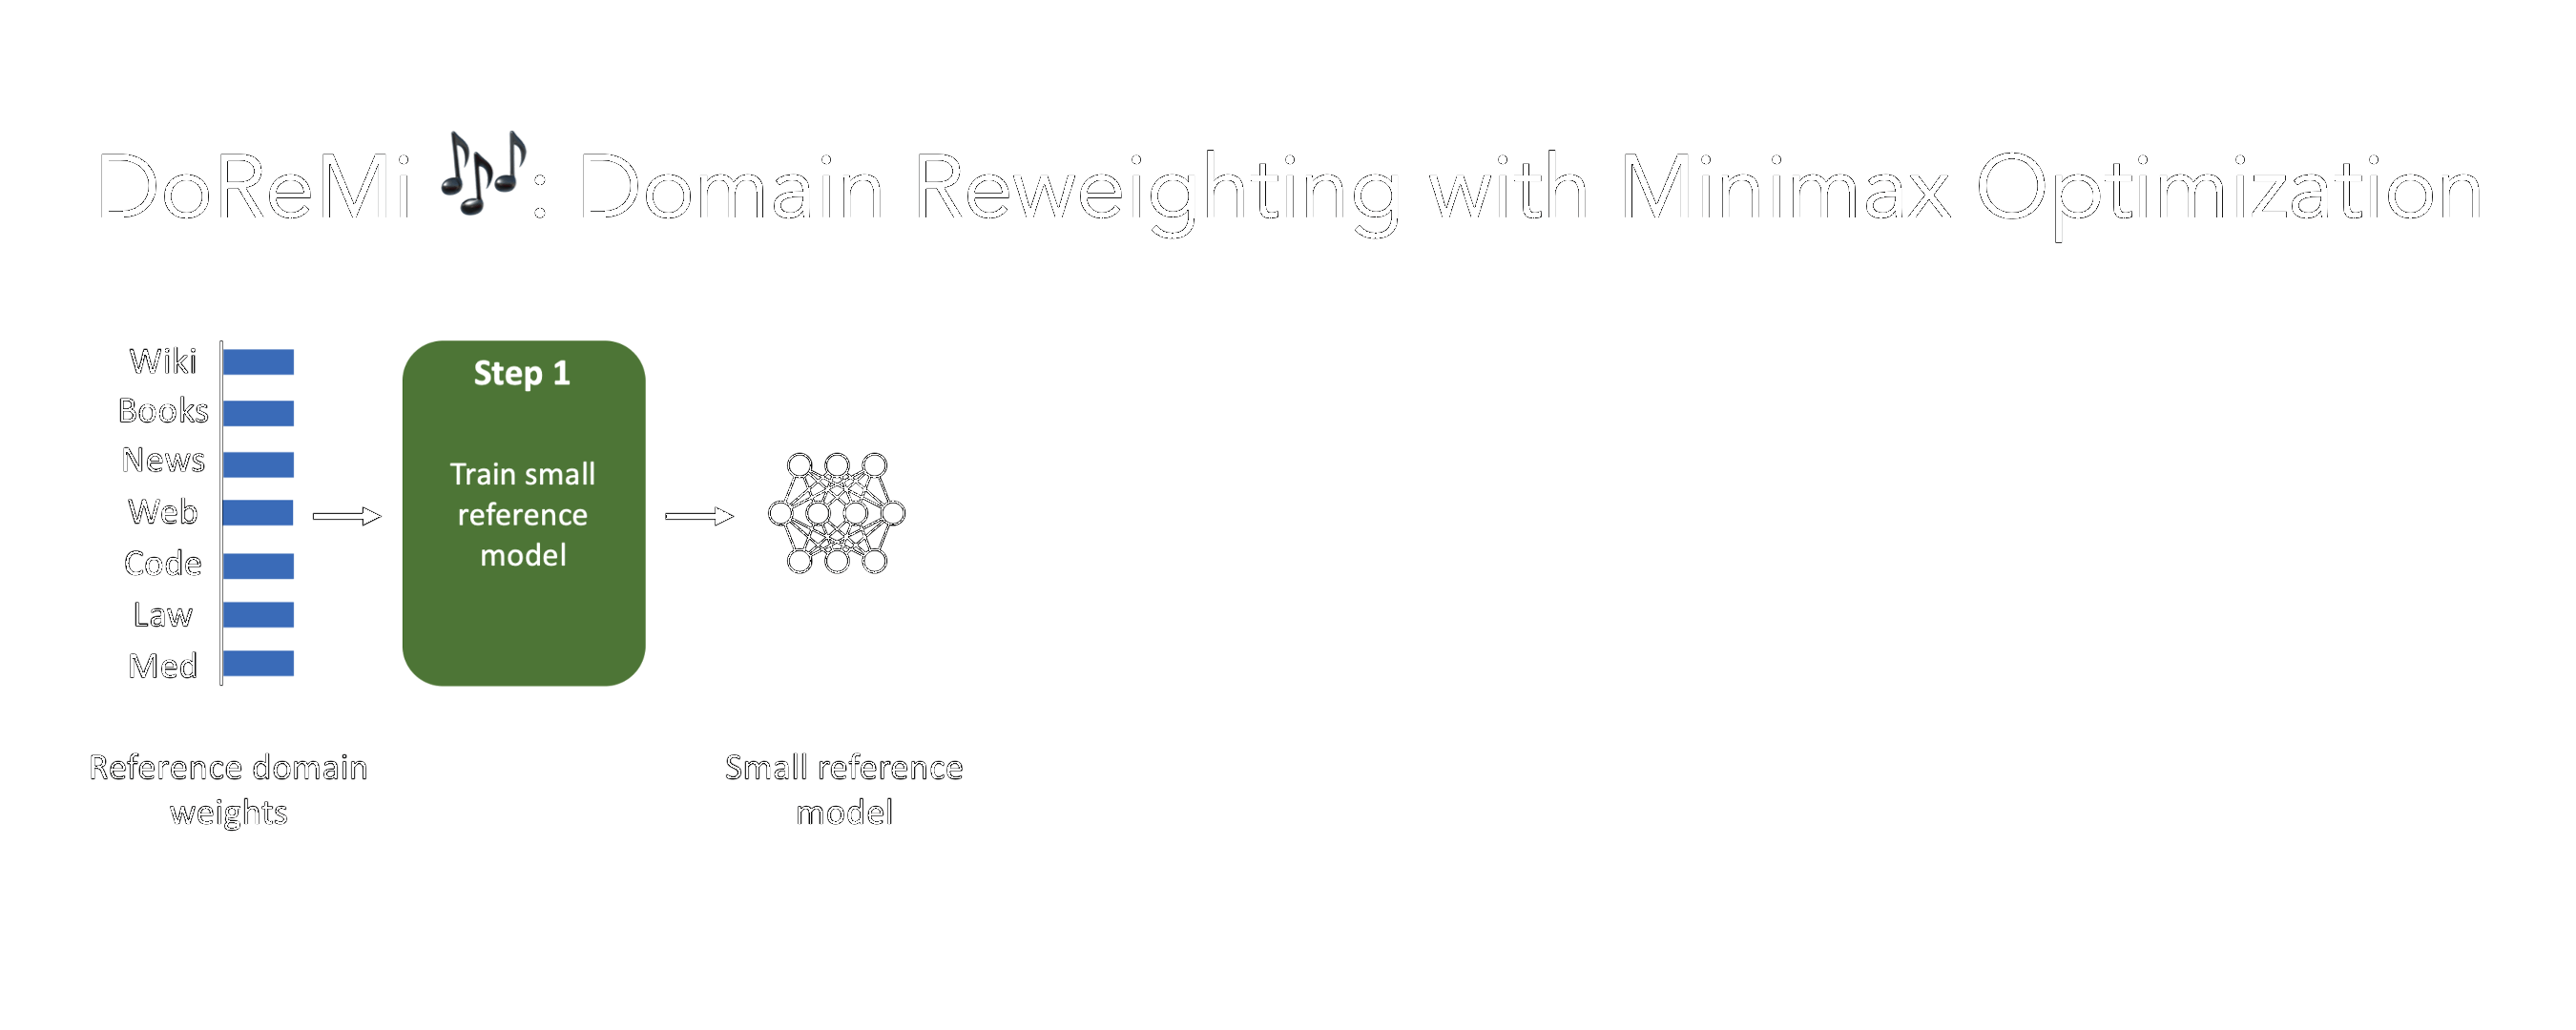 DoReMi 🎶: Domain Reweighting with Minimax Optimization
Wiki
Books
News
Web
Code
Law
Med
Reference domain
weights
Step 1
Train small
reference
model
Small reference
model